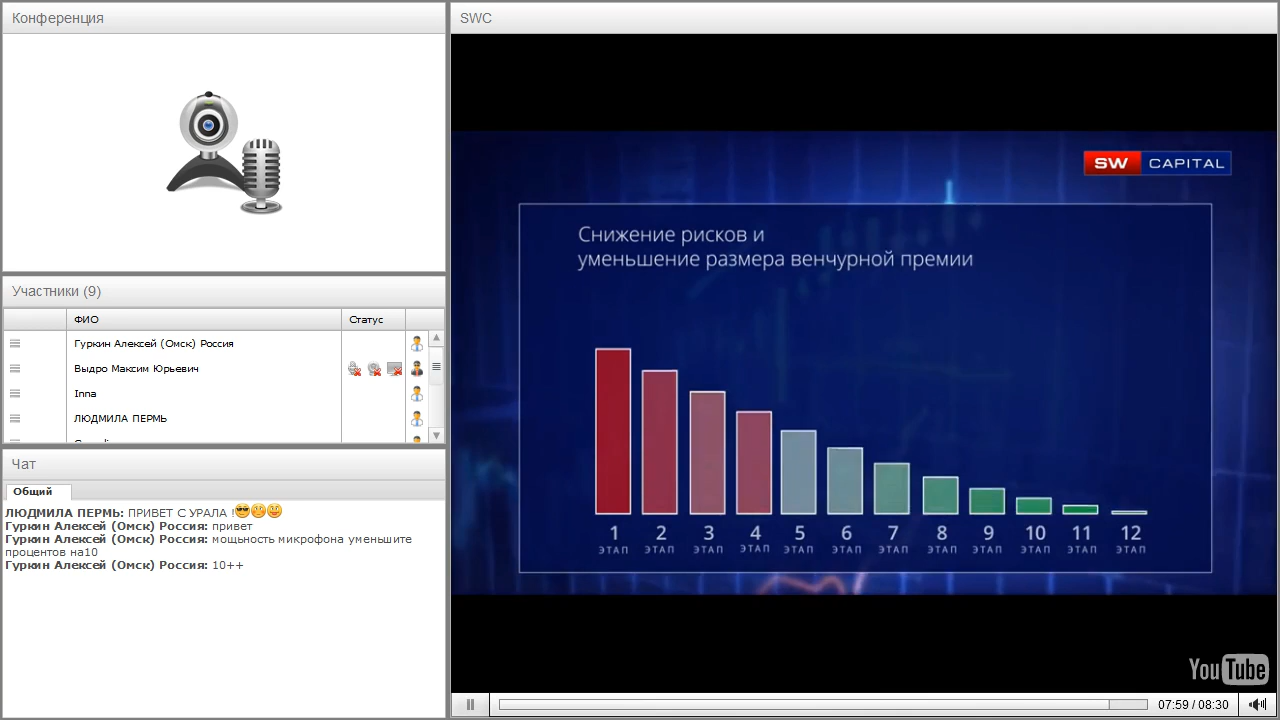 Конференция
Участники (9)
ФИО Статус
Гуркин Алексей (Омск) Россия
Выдро Максим Юрьевич
Inna
ЛЮДМИЛА ПЕРМЬ
Чат
Общий
ЛЮДМИЛА ПЕРМЬ: ПРИВЕТ С УРАЛА !
Гуркин Алексей (Омск) Россия: привет
Гуркин Алексей (Омск) Россия: мощьность микрофона уменьшите
процентов на10
Гуркин Алексей (Омск) Россия: 10++
SWC
SW CAPITAL
Снижение рисков и
уменьшение размера венчурной премии
1 2 3 4 5 6 7 8 9 10 11 12
ЭТАП ЭТАП ЭТАП ЭТАП ЭТАП ЭТАП ЭТАП ЭТАП ЭТАП ЭТАП ЭТАП ЭТАП
YouTube
07:59 / 08:30